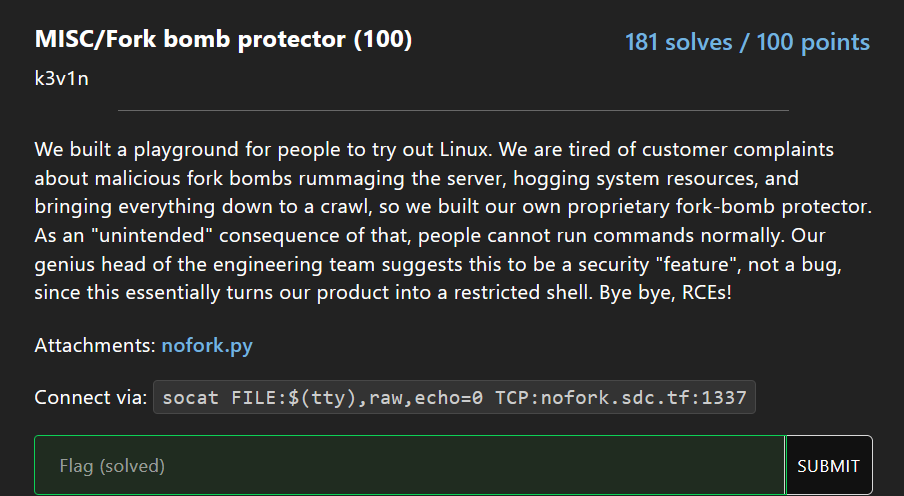 MISC/Fork bomb protector (100)
181 solves / 100 points
k3v1n
We built a playground for people to try out Linux. We are tired of customer complaints
about malicious fork bombs rummaging the server, hogging system resources, and
bringing everything down to a crawl, so we built our own proprietary fork-bomb protector.
As an "unintended" consequence of that, people cannot run commands normally. Our
genius head of the engineering team suggests this to be a security "feature", not a bug,
since this essentially turns our product into a restricted shell. Bye bye, RCEs!
Attachments: nofork.py
Connect via: socat FILE:$(tty),raw,echo=0 TCP:nofork.sdc.tf:1337
Flag (solved)
SUBMIT